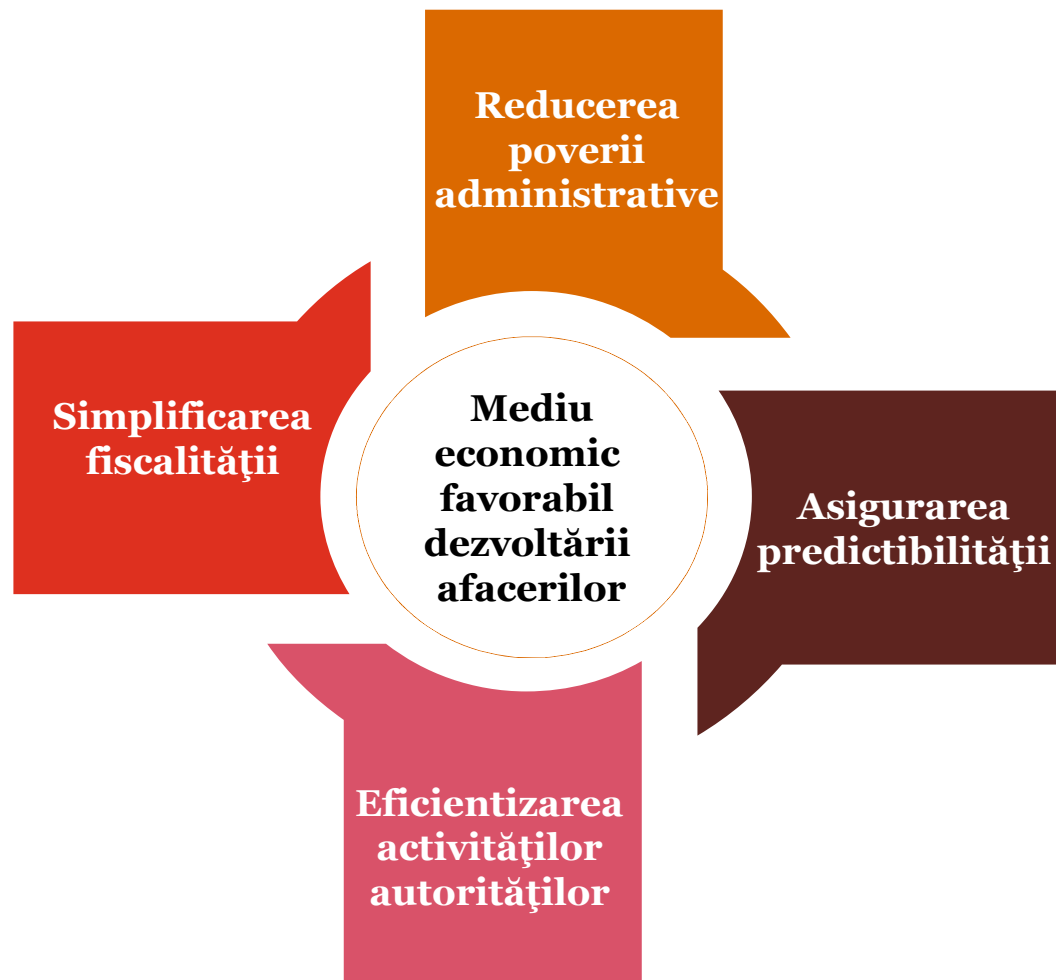 Reducerea
poverii
administrative
Simplificarea
fiscalităţii
Mediu
economic
favorabil
dezvoltării
afacerilor
Asigurarea
predictibilităţii
Eficientizarea
activităţilor
autorităţilor